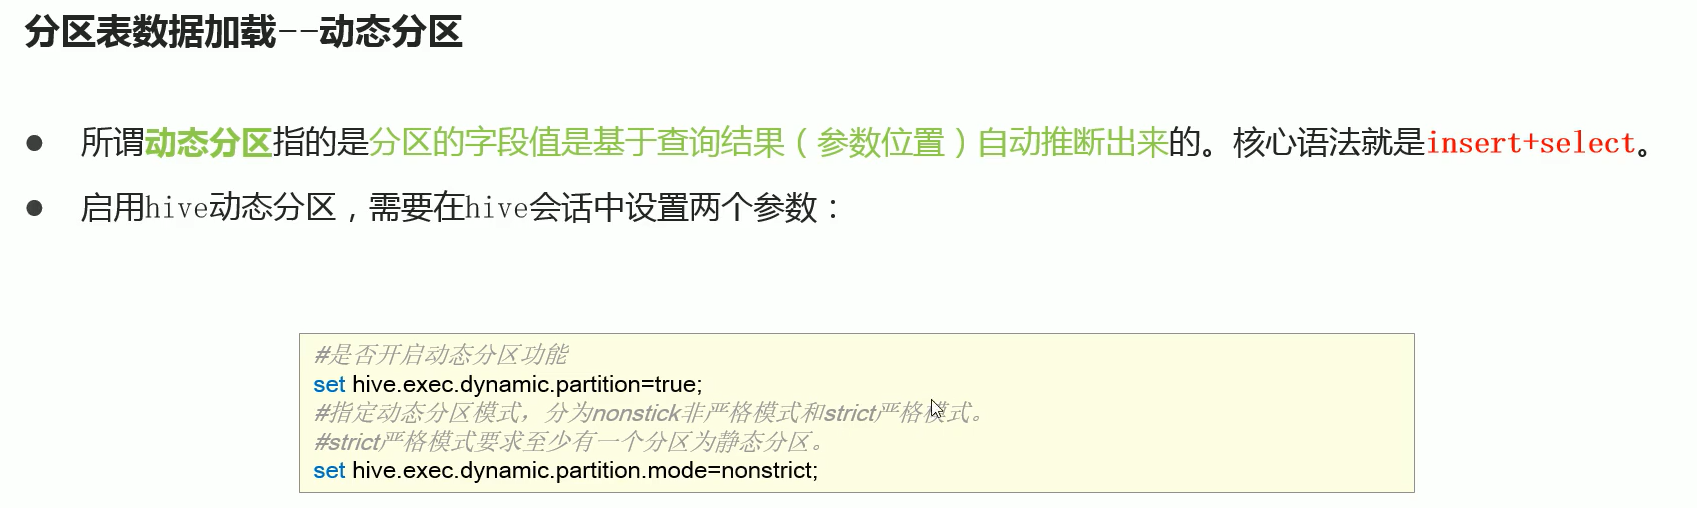 分区表数据加载--动态分区
● 所谓动态分区指的是分区的字段值是基于查询结果（参数位置）自动推断出来的。核心语法就是insert+select。
● 启用hive动态分区，需要在hive会话中设置两个参数：
#是否开启动态分区功能
set hive.exec.dynamic.partition=true;
#指定动态分区模式，分为nonstick非严格模式和strict严格模式。
#strict严格模式要求至少有一个分区为静态分区。
set hive.exec.dynamic.partition.mode=nonstrict;